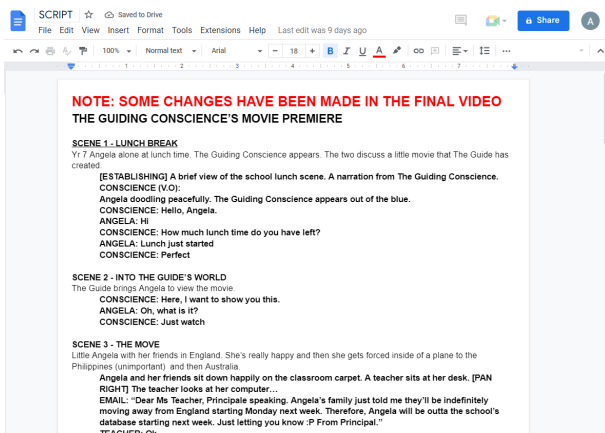 SCRIPT
Saved to Drive
File Edit View Insert Format Tools Extensions Help Last edit was 9 days ago
Share
A
100% Normal text Arial - 18 + B I U A
1 1 2 3 4 5 6 7 8
NOTE: SOME CHANGES HAVE BEEN MADE IN THE FINAL VIDEO
THE GUIDING CONSCIENCE'S MOVIE PREMIERE
SCENE 1 - LUNCH BREAK
Yr 7 Angela alone at lunch time. The Guiding Conscience appears. The two discuss a little movie that The Guide has
created.
[ESTABLISHING] A brief view of the school lunch scene. A narration from The Guiding Conscience.
CONSCIENCE (V.O):
Angela doodling peacefully. The Guiding Conscience appears out of the blue.
CONSCIENCE: Hello, Angela.
ANGELA: Hi
CONSCIENCE: How much lunch time do you have left?
ANGELA: Lunch just started
CONSCIENCE: Perfect
SCENE 2 - INTO THE GUIDE'S WORLD
The Guide brings Angela to view the movie.
CONSCIENCE: Here, I want to show you this.
ANGELA: Oh, what is it?
CONSCIENCE: Just watch
SCENE 3 - THE MOVE
Little Angela with her friends in England. She's really happy and then she gets forced inside of a plane to the
Philippines (unimportant) and then Australia.
Angela and her friends sit down happily on the classroom carpet. A teacher sits at her desk. [PAN
RIGHT] The teacher looks at her computer…
EMAIL: “Dear Ms Teacher, Principale speaking. Angela's family just told me they'll be indefinitely
moving away from England starting Monday next week. Therefore, Angela will be outta the school's
database starting next week. Just letting you know :P From Principal.”
TEACHER: Oh